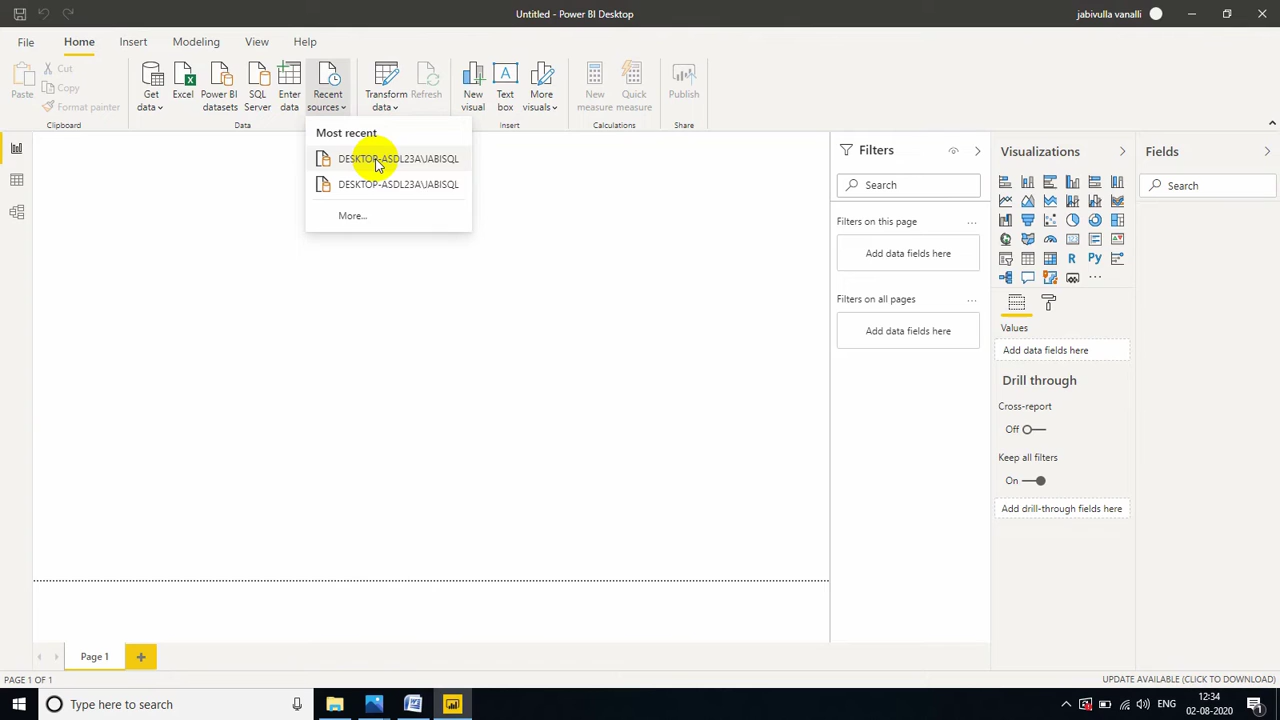 Untitled - Power BI Desktop
jabivulla vanalli
File
Home
Insert
Modeling
View
Help
Paste
Cut
Copy
Format painter
Clipboard
Get data
Excel
Power BI datasets
SQL Server
Enter data
Recent sources
Data
Transform data
Refresh
New visual
Text box
More visuals
Insert
New measure
Quick measure
Calculations
Publish
Share
Most recent
DESKTOP-ASDL23A\JABISQL
DESKTOP-ASDL23A\JABISQL
More...
Filters
Search
Filters on this page
Add data fields here
Filters on all pages
Add data fields here
Visualizations
R
Py
Values
Add data fields here
Drill through
Cross-report
Off
Keep all filters
On
Add drill-through fields here
Fields
Search
Page 1
PAGE 1 OF 1
UPDATE AVAILABLE (CLICK TO DOWNLOAD)
Type here to search
ENG
12:34
02-08-2020